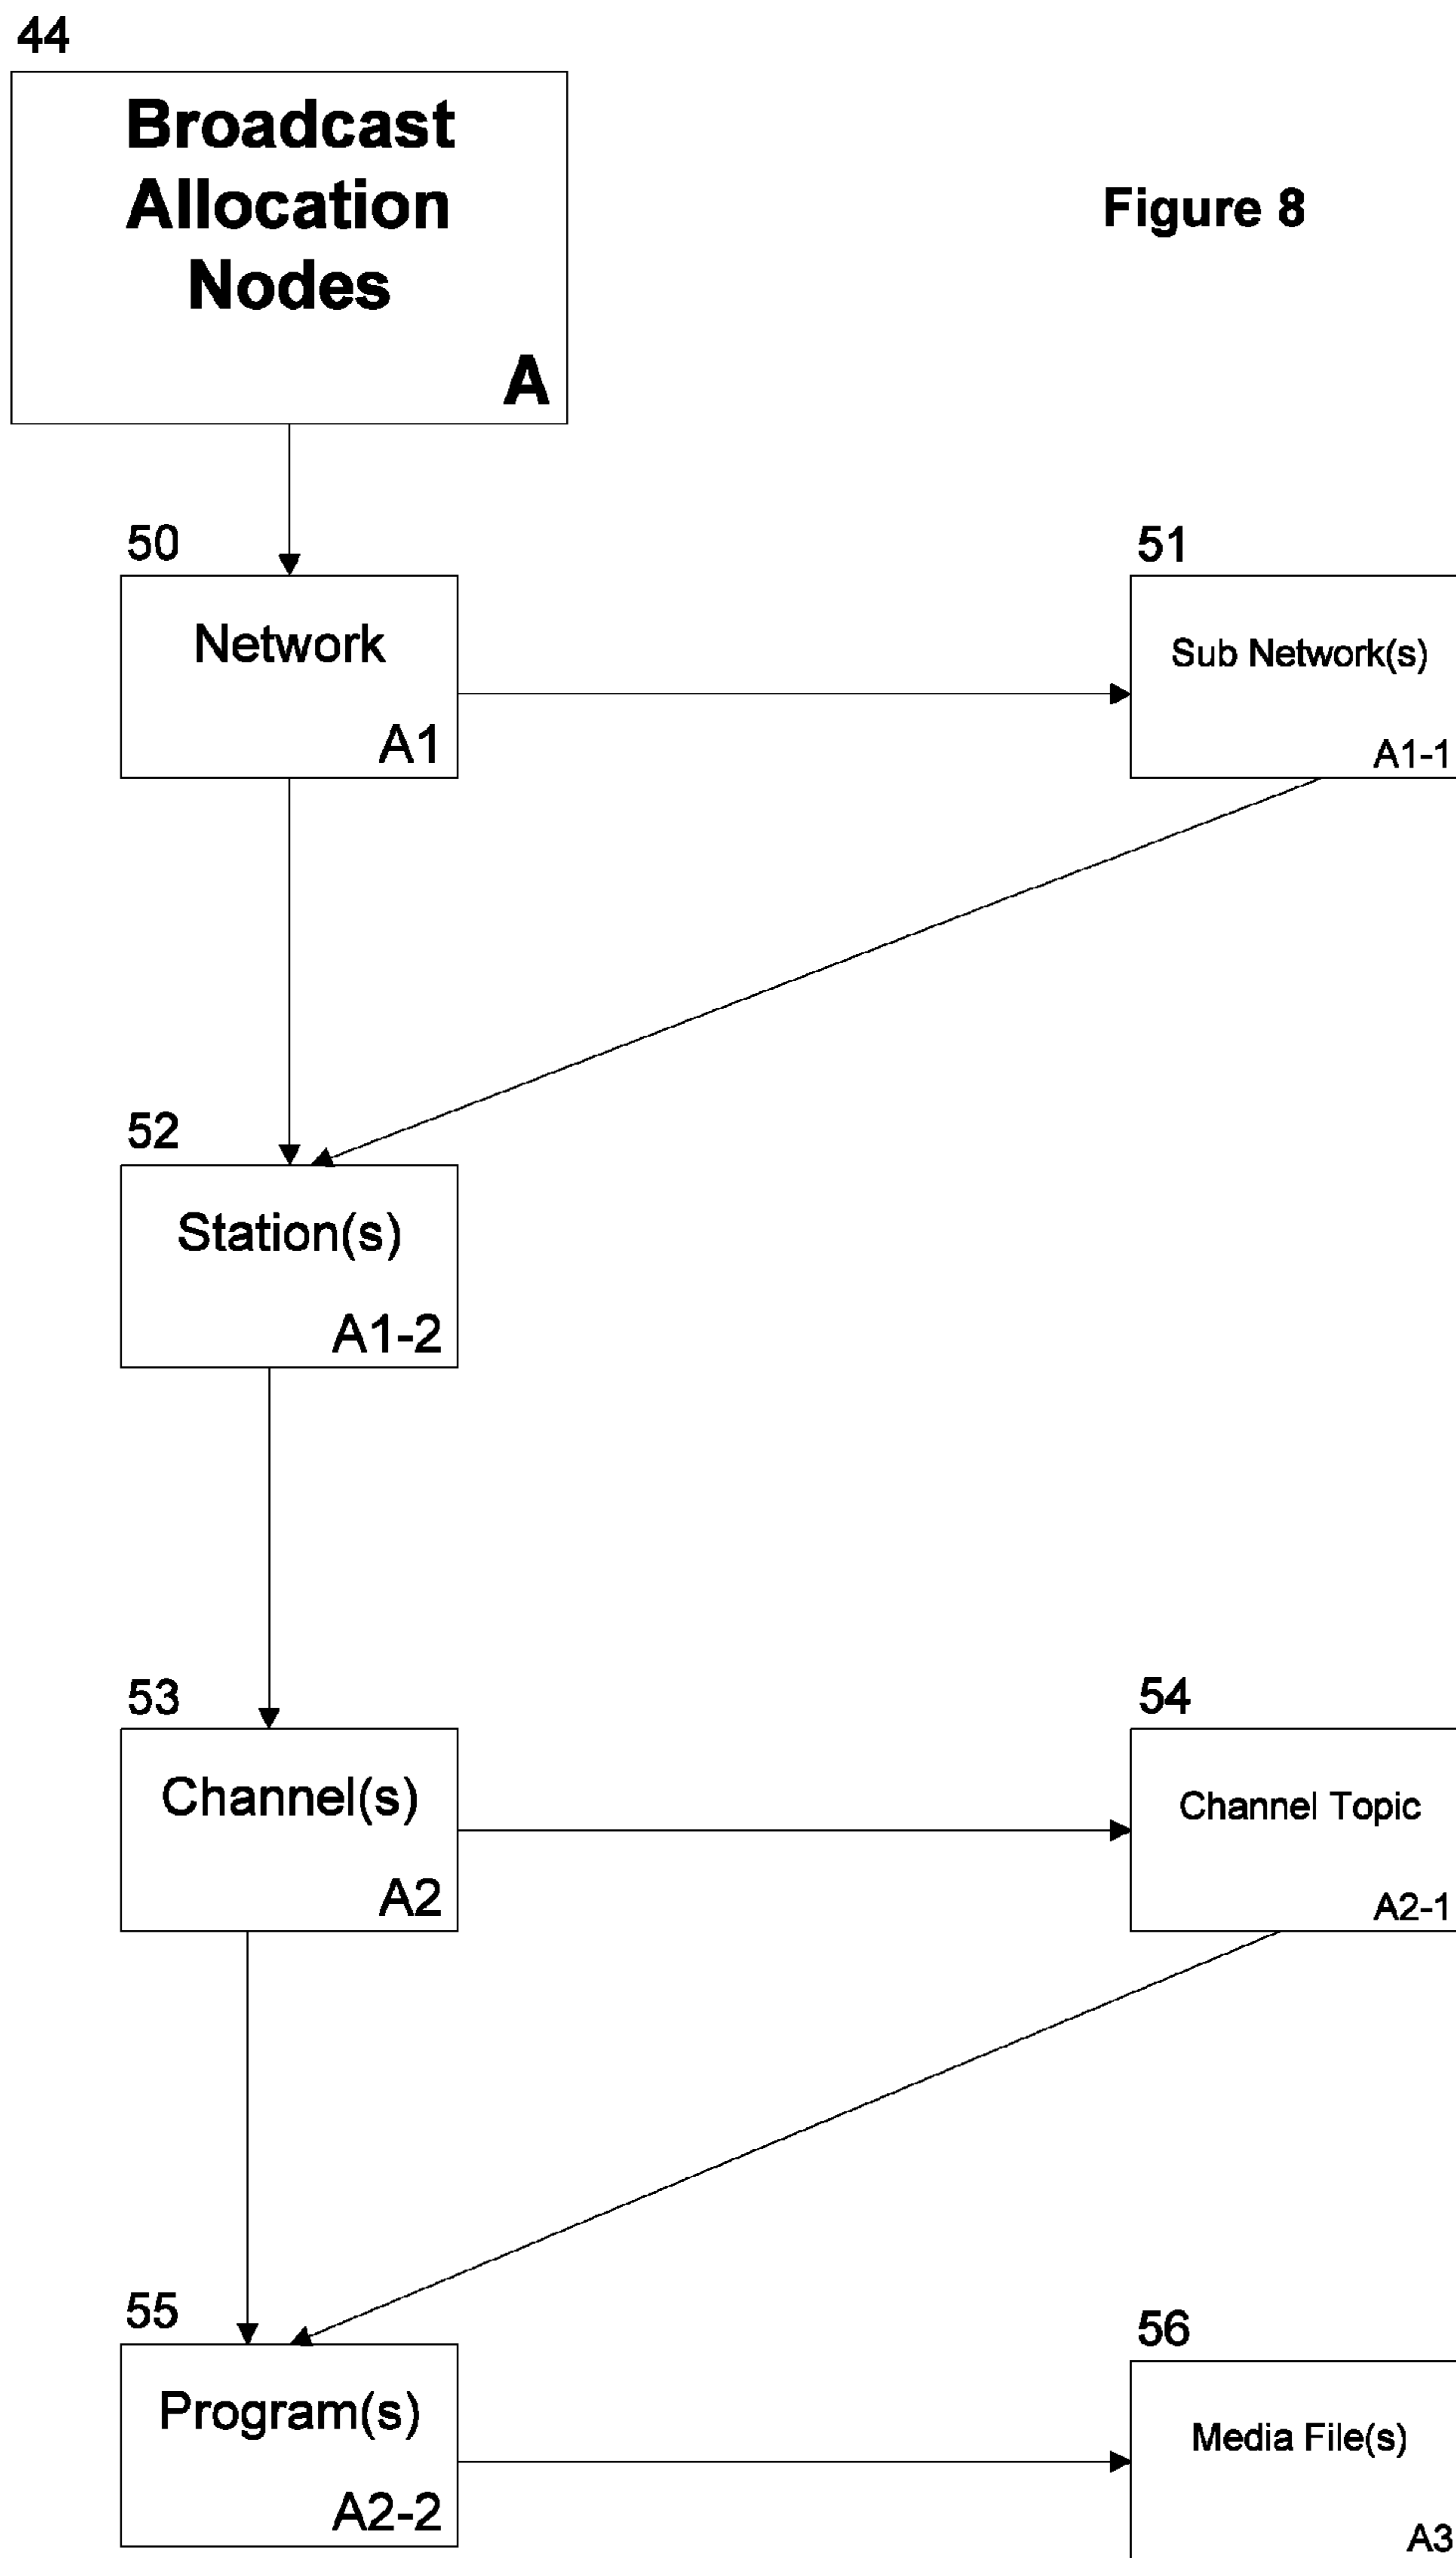 44
Broadcast
Allocation
Nodes
A
Figure 8
50
Network
A1
51
Sub Network(s)
A1-1
52
Station(s)
A1-2
53
Channel(s)
A2
54
Channel Topic
A2-1
55
Program(s)
A2-2
56
Media File(s)
A3